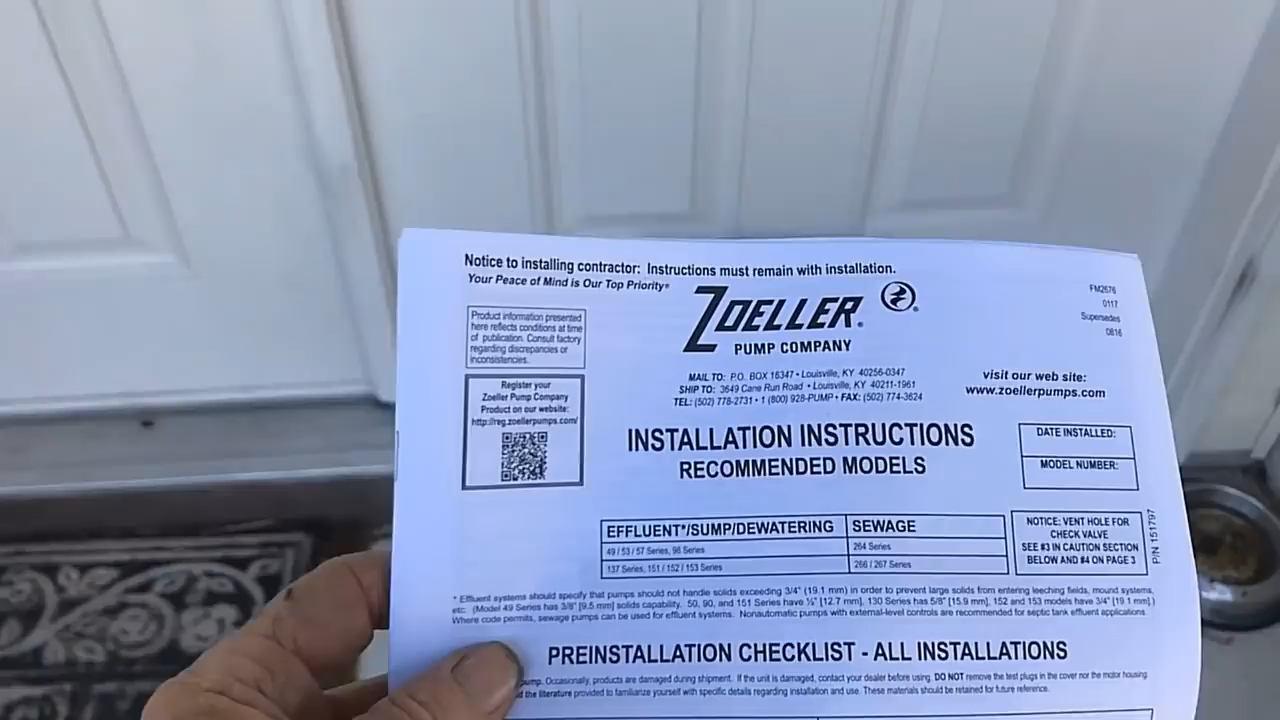 Notice to installing contractor: Instructions must remain with installation.
Your Peace of Mind is Our Top Priority®
Product information presented
here reflects conditions at time
of publication. Consult factory
regarding discrepancies or
inconsistencies.
Register your
Zoeller Pump Company
Product on our website:
http://reg.zoellerpumps.com/
ZOELLER®
PUMP COMPANY
MAIL TO: P.O. BOX 16347 • Louisville, KY 40256-0347
SHIP TO: 3649 Cane Run Road • Louisville, KY 40211-1961
TEL: (502) 778-2731 • 1 (800) 928-PUMP • FAX: (502) 774-3624
FM2676
0117
Supersedes
0816
visit our web site:
www.zoellerpumps.com
INSTALLATION INSTRUCTIONS
RECOMMENDED MODELS
DATE INSTALLED:
MODEL NUMBER:
EFFLUENT*/SUMP/DEWATERING SEWAGE
49 / 53 / 57 Series, 98 Series 264 Series
137 Series, 151 / 152 / 153 Series 266 / 267 Series
NOTICE: VENT HOLE FOR
CHECK VALVE
SEE #3 IN CAUTION SECTION
BELOW AND #4 ON PAGE 3
P/N 151797
* Effluent systems should specify that pumps should not handle solids exceeding 3/4" (19.1 mm) in order to prevent large solids from entering leeching fields, mound systems,
etc. (Model 49 Series has 3/8" [9.5 mm] solids capability. 50, 90, and 151 Series have ½" [12.7 mm], 130 Series has 5/8" [15.9 mm], 152 and 153 models have 3/4" [19.1 mm].)
Where code permits, sewage pumps can be used for effluent systems. Nonautomatic pumps with external-level controls are recommended for septic tank effluent applications.
PREINSTALLATION CHECKLIST - ALL INSTALLATIONS
pump. Occasionally, products are damaged during shipment. If the unit is damaged, contact your dealer before using. DO NOT remove the test plugs in the cover nor the motor housing.
the literature provided to familiarize yourself with specific details regarding installation and use. These materials should be retained for future reference.